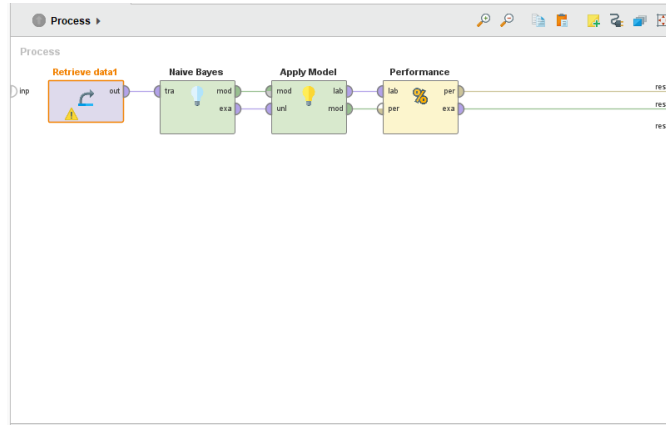 Process
Process
Retrieve data1
Naive Bayes
Apply Model
Performance
inp
out
tra
mod
exa
mod
lab
unl
mod
lab
per
per
exa
res
res
res